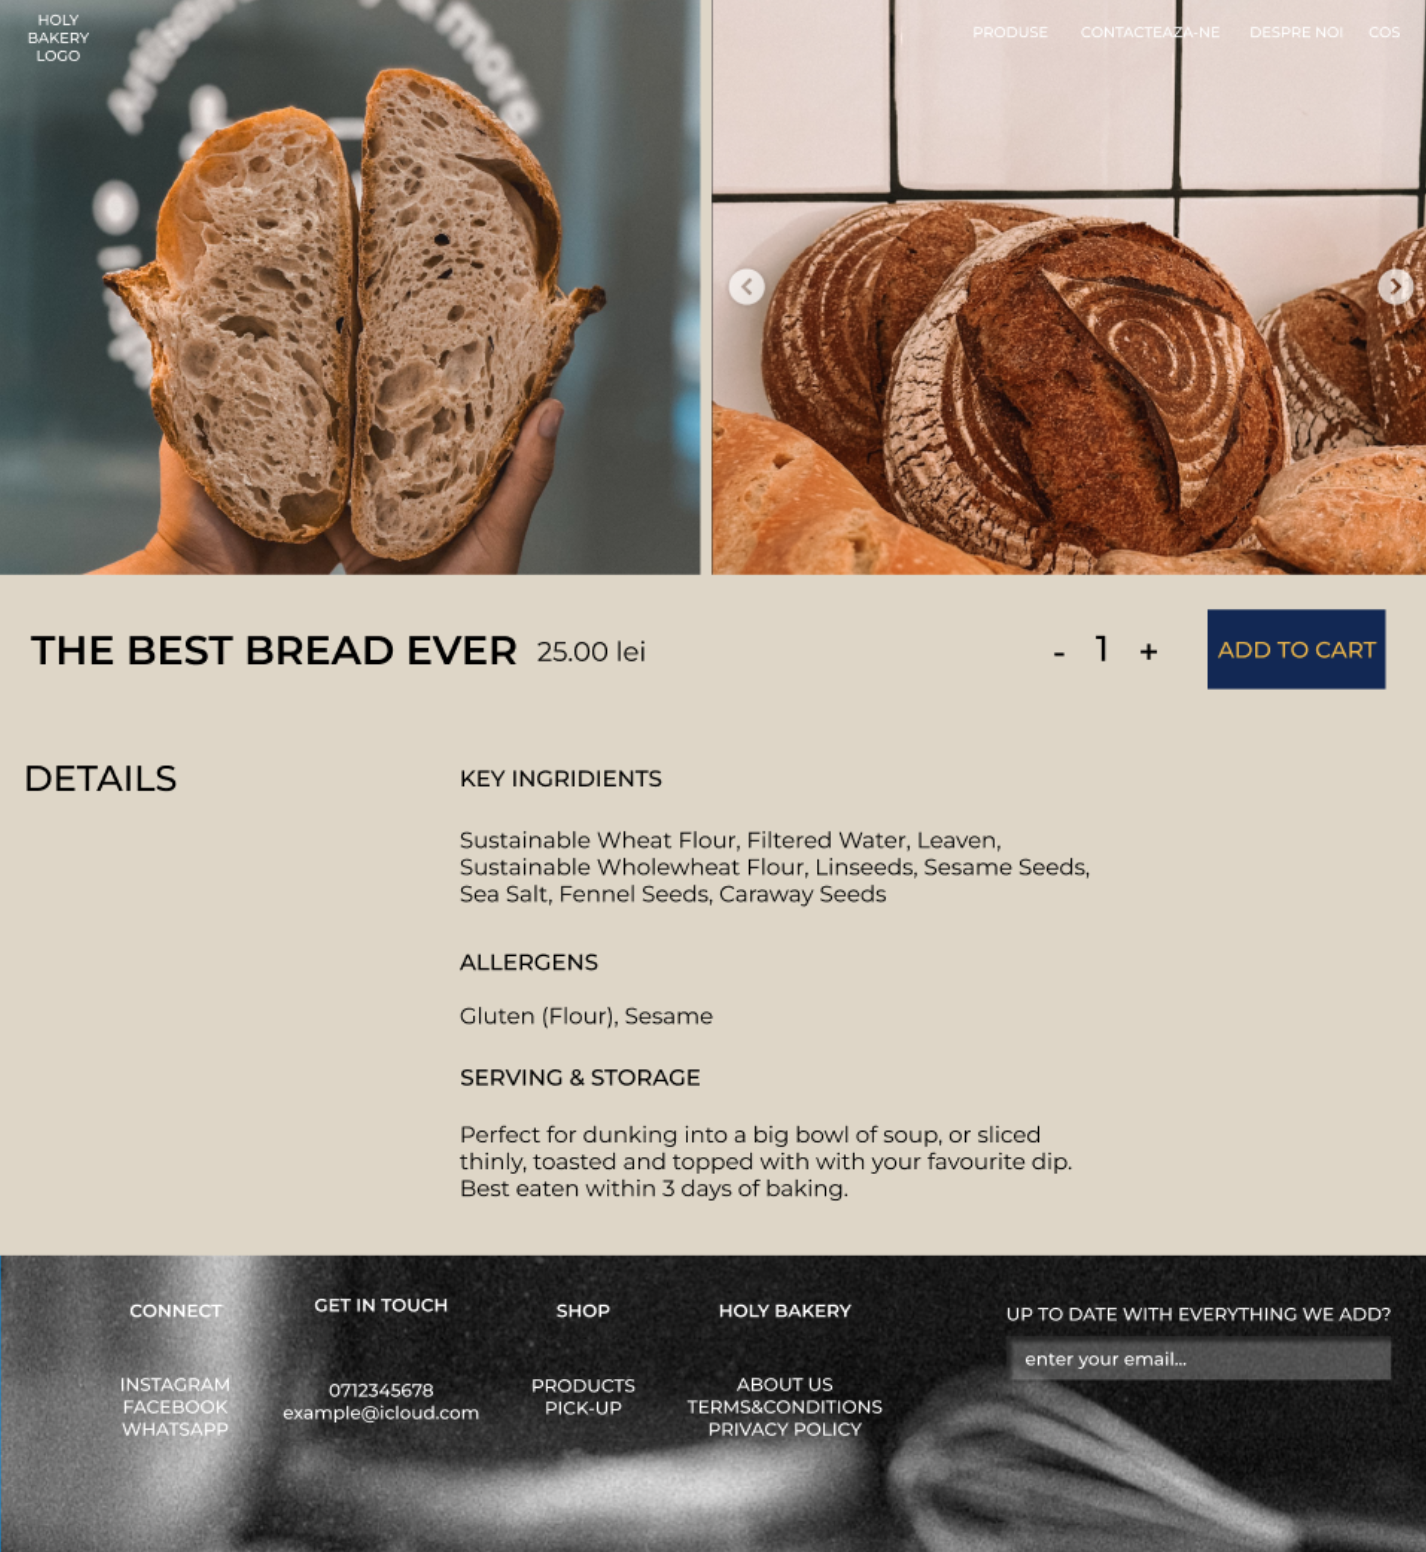 HOLY
BAKERY
LOGO
& more
PRODUSE CONTACTEAZA-NE DESPRE NOI COS
THE BEST BREAD EVER 25.00 lei
- 1 +
ADD TO CART
DETAILS
KEY INGRIDIENTS
Sustainable Wheat Flour, Filtered Water, Leaven,
Sustainable Wholewheat Flour, Linseeds, Sesame Seeds,
Sea Salt, Fennel Seeds, Caraway Seeds
ALLERGENS
Gluten (Flour), Sesame
SERVING & STORAGE
Perfect for dunking into a big bowl of soup, or sliced
thinly, toasted and topped with with your favourite dip.
Best eaten within 3 days of baking.
CONNECT
INSTAGRAM
FACEBOOK
WHATSAPP
GET IN TOUCH
0712345678
example@icloud.com
SHOP
PRODUCTS
PICK-UP
HOLY BAKERY
ABOUT US
TERMS&CONDITIONS
PRIVACY POLICY
UP TO DATE WITH EVERYTHING WE ADD?
enter your email...